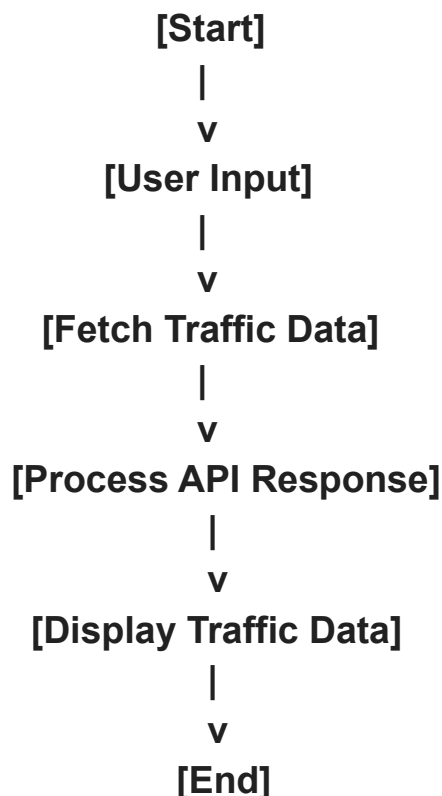 [Start]
|
v
[User Input]
|
v
[Fetch Traffic Data]
|
v
[Process API Response]
|
v
[Display Traffic Data]
|
v
[End]